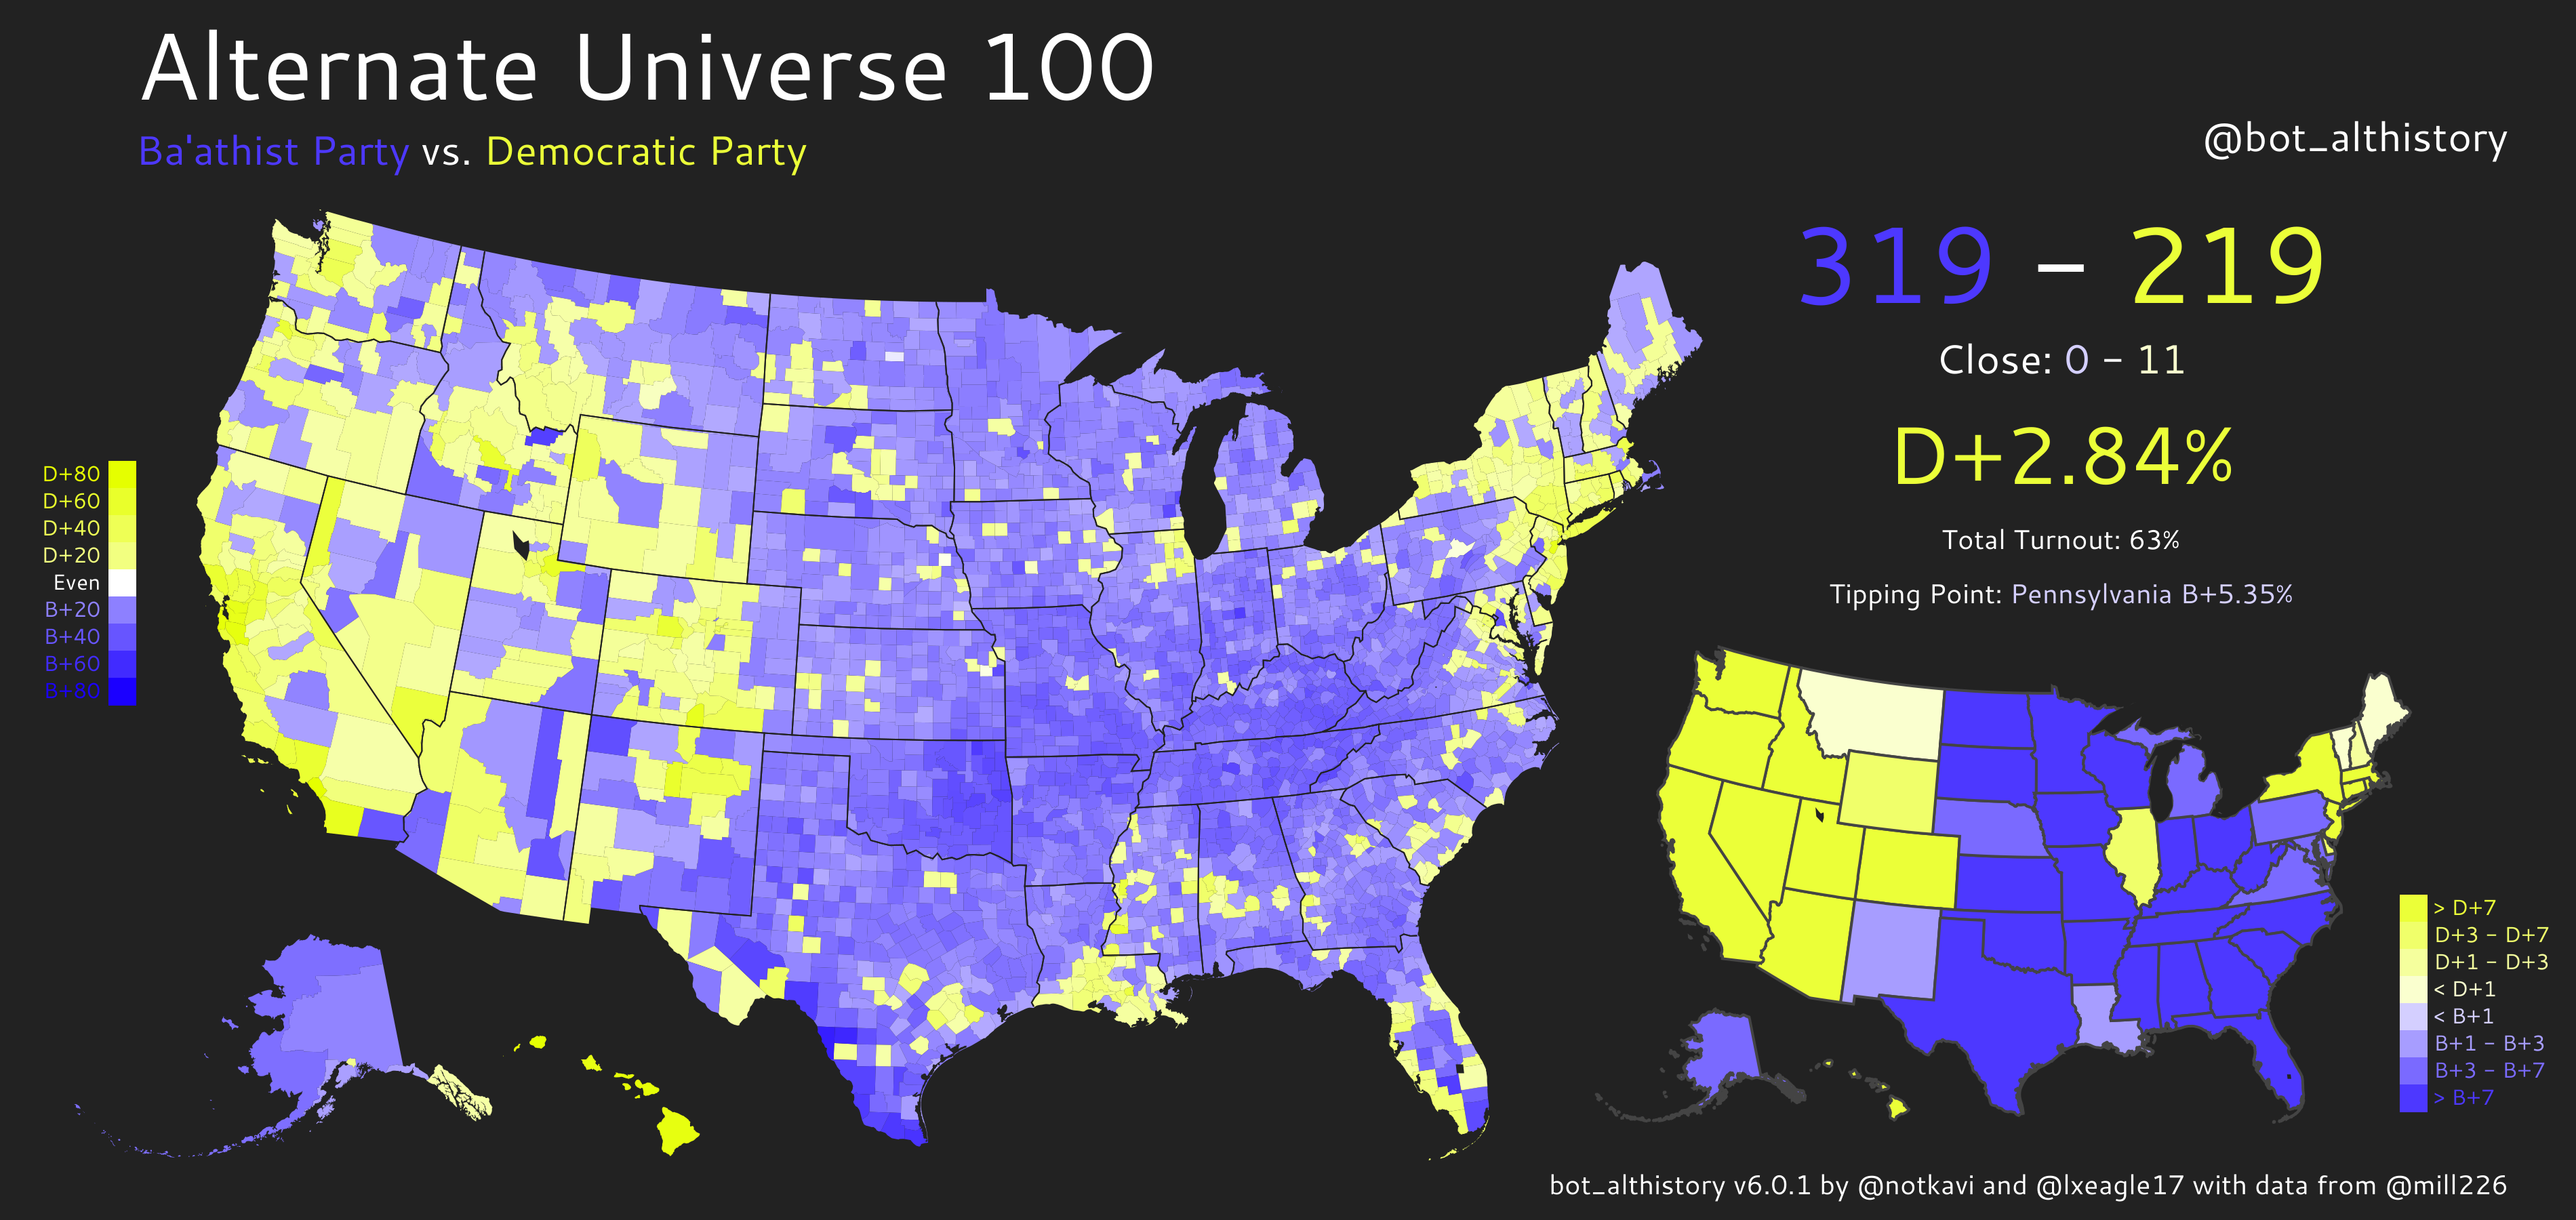 Alternate Universe 100
Ba'athist Party vs. Democratic Party
@bot_althistory
319 – 219
Close: 0 – 11
D+2.84%
Total Turnout: 63%
Tipping Point: Pennsylvania B+5.35%
D+80
D+60
D+40
D+20
Even
B+20
B+40
B+60
B+80
> D+7
D+3 – D+7
D+1 – D+3
< D+1
< B+1
B+1 – B+3
B+3 – B+7
> B+7
bot_althistory v6.0.1 by @notkavi and @lxeagle17 with data from @mill226